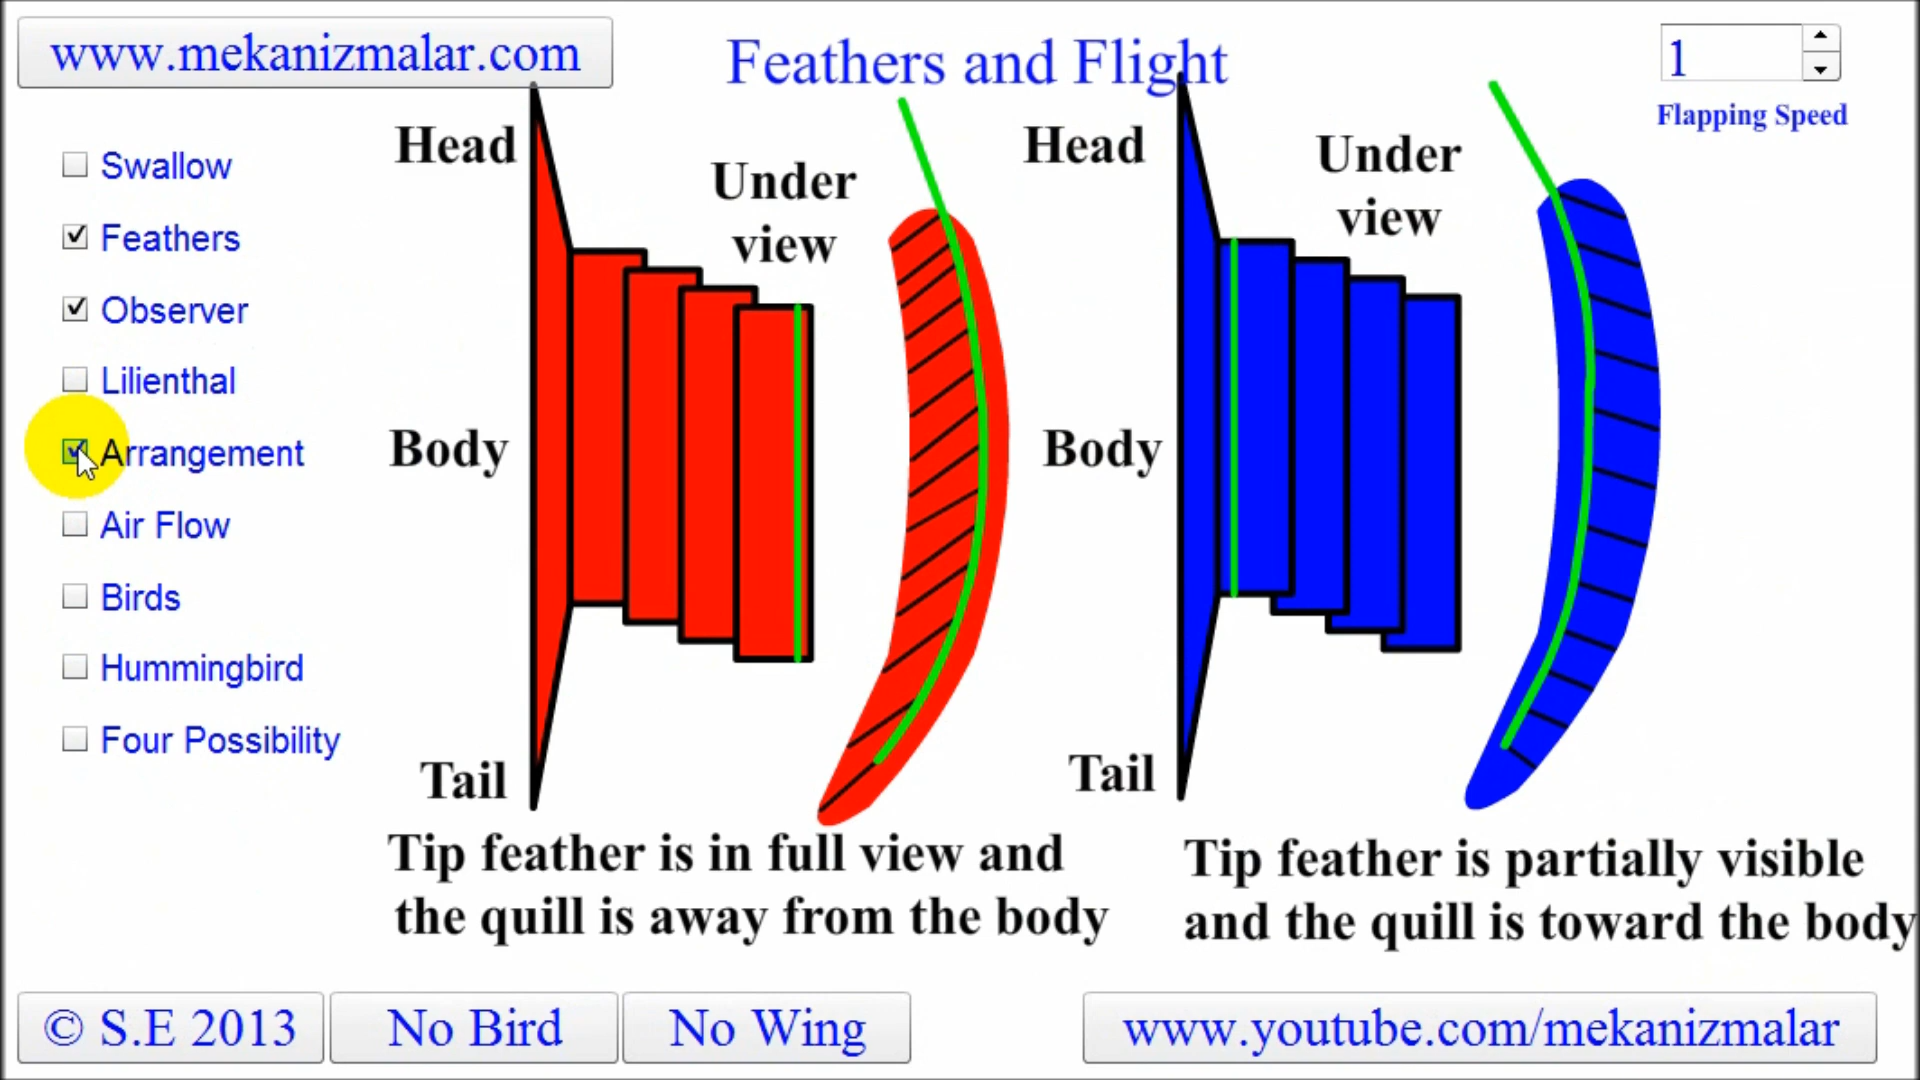 www.mekanizmalar.com
Feathers and Flight
1
Flapping Speed
Swallow
Feathers
Observer
Lilienthal
Arrangement
Air Flow
Birds
Hummingbird
Four Possibility
Head
Under
view
Body
Tail
Tip feather is in full view and
the quill is away from the body
Head
Under
view
Body
Tail
Tip feather is partially visible
and the quill is toward the body
© S.E 2013
No Bird
No Wing
www.youtube.com/mekanizmalar